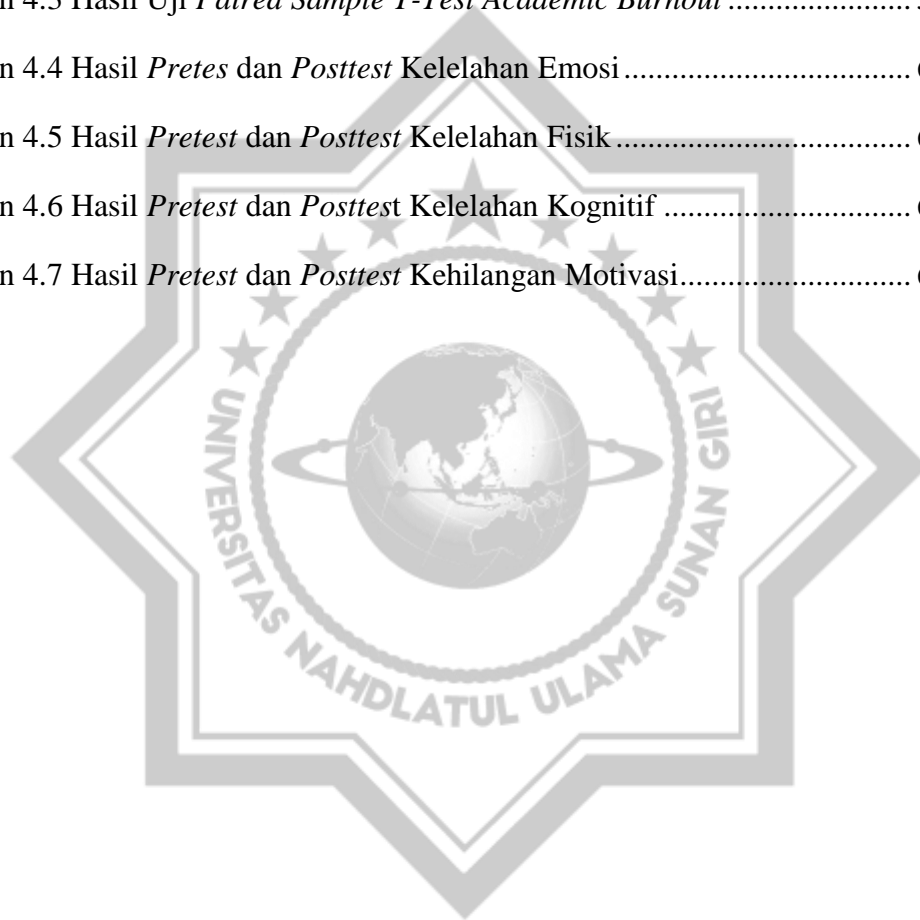 n 4.3 Hasil Uji Paired Sample T-Test Academic Burnout ......................
n 4.4 Hasil Pretes dan Posttest Kelelahan Emosi ...................................
n 4.5 Hasil Pretest dan Posttest Kelelahan Fisik ....................................
n 4.6 Hasil Pretest dan Posttest Kelelahan Kognitif ..............................
n 4.7 Hasil Pretest dan Posttest Kehilangan Motivasi............................
UNIVERSITAS NAHDLATUL ULAMA SUNAN GIRI